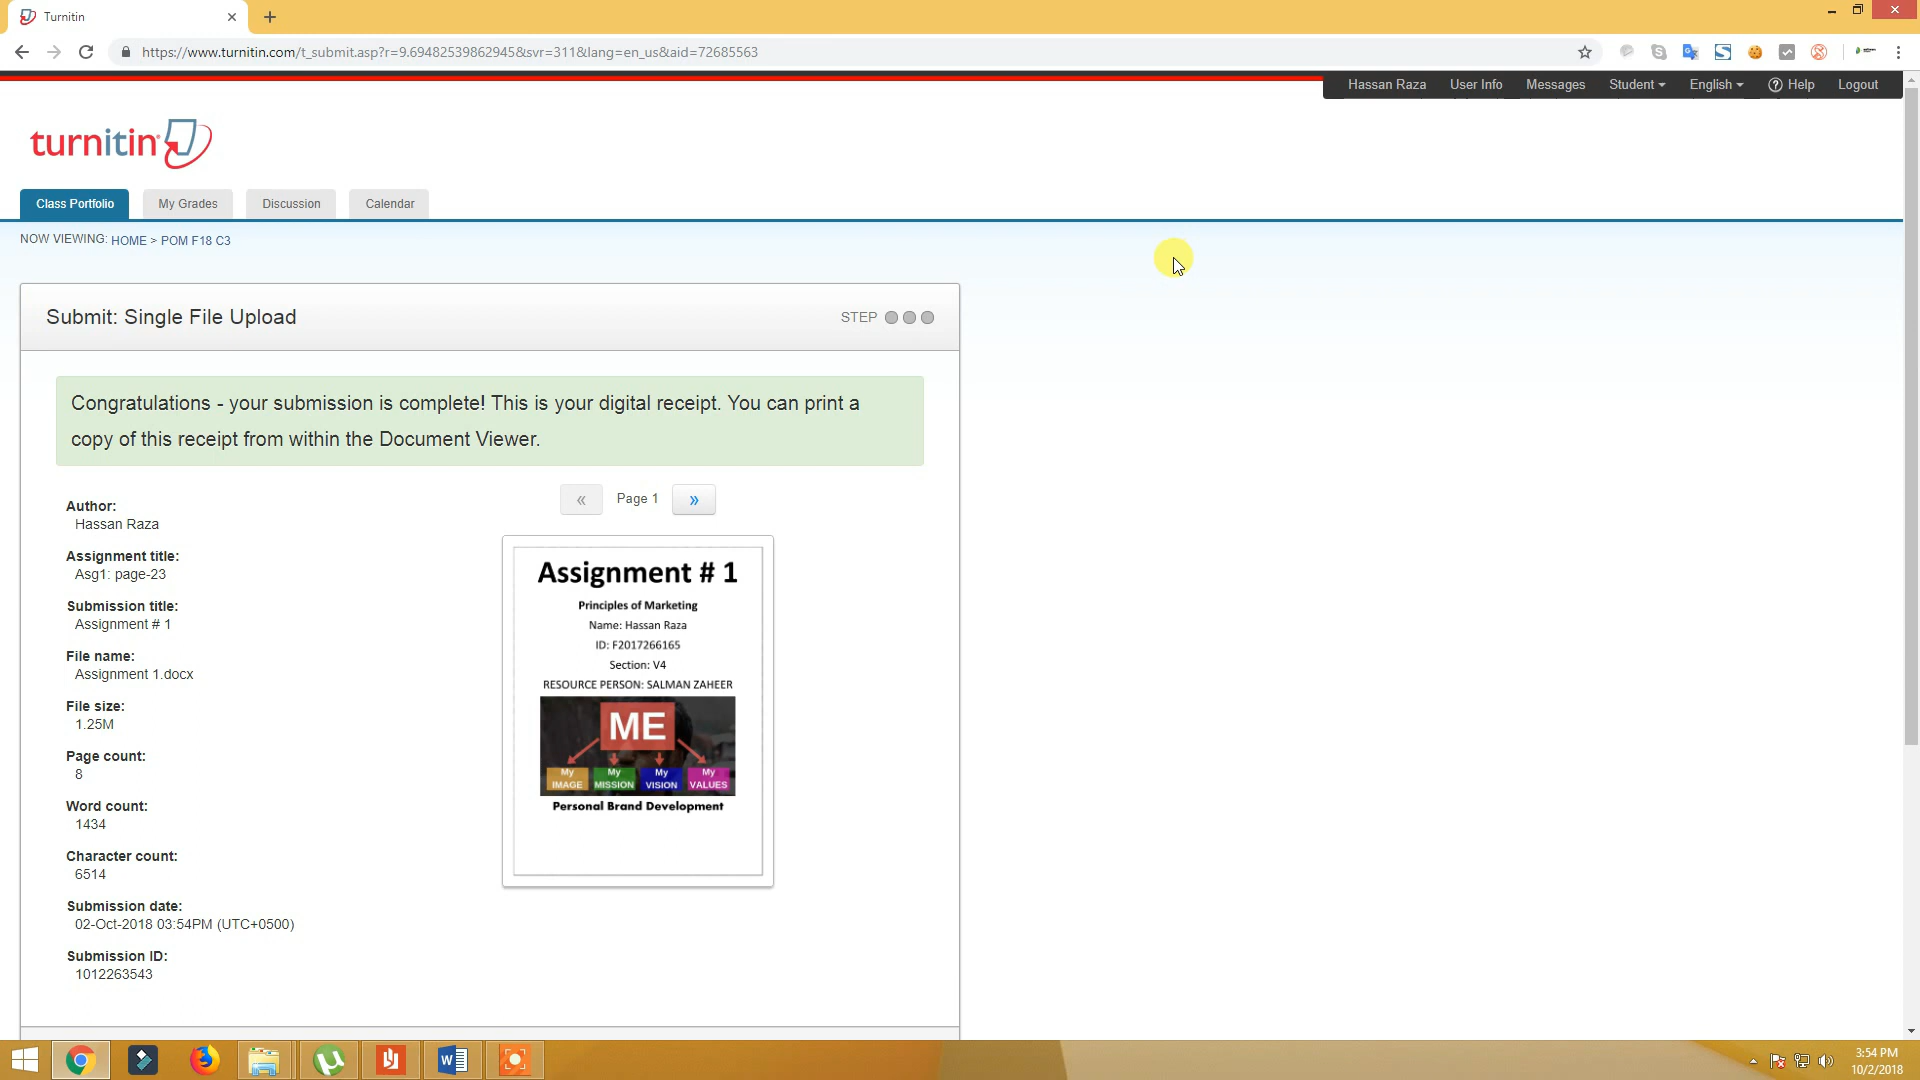 Turnitin
https://www.turnitin.com/t_submit.asp?r=9.69482539862945&svr=311&lang=en_us&aid=72685563
Hassan Raza User Info Messages Student English Help Logout
turnitin
Class Portfolio My Grades Discussion Calendar
NOW VIEWING: HOME > POM F18 C3
Submit: Single File Upload STEP
Congratulations - your submission is complete! This is your digital receipt. You can print a
copy of this receipt from within the Document Viewer.
« Page 1 »
Author:
Hassan Raza
Assignment title:
Asg1: page-23
Submission title:
Assignment # 1
File name:
Assignment 1.docx
File size:
1.25M
Page count:
8
Word count:
1434
Character count:
6514
Submission date:
02-Oct-2018 03:54PM (UTC+0500)
Submission ID:
1012263543
Assignment # 1
Principles of Marketing
Name: Hassan Raza
ID: F2017266165
Section: V4
RESOURCE PERSON: SALMAN ZAHEER
ME
My IMAGE
My MISSION
My VISION
My VALUES
Personal Brand Development
3:54 PM
10/2/2018